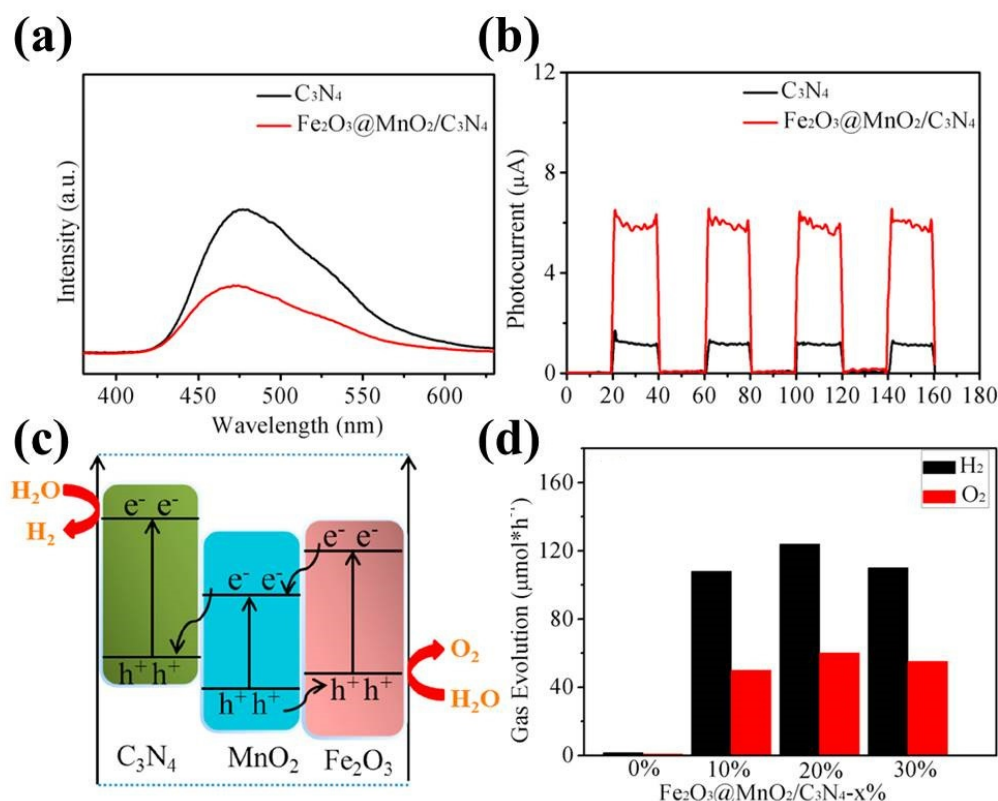 (a)
C₃N₄
Fe₂O₃@MnO₂/C₃N₄
Intensity (a.u.)
400 450 500 550 600
Wavelength (nm)
(b)
12
C₃N₄
Fe₂O₃@MnO₂/C₃N₄
8
4
0
Photocurrent (μA)
0 20 40 60 80 100 120 140 160 180
(c)
H₂O
H₂
e⁻ e⁻
h⁺ h⁺
C₃N₄
e⁻ e⁻
h⁺ h⁺
MnO₂
e⁻ e⁻
h⁺ h⁺
Fe₂O₃
O₂
H₂O
(d)
H₂
O₂
160
120
80
40
0
Gas Evolution (μmol*h⁻
0% 10% 20% 30%
Fe₂O₃@MnO₂/C₃N₄-x%